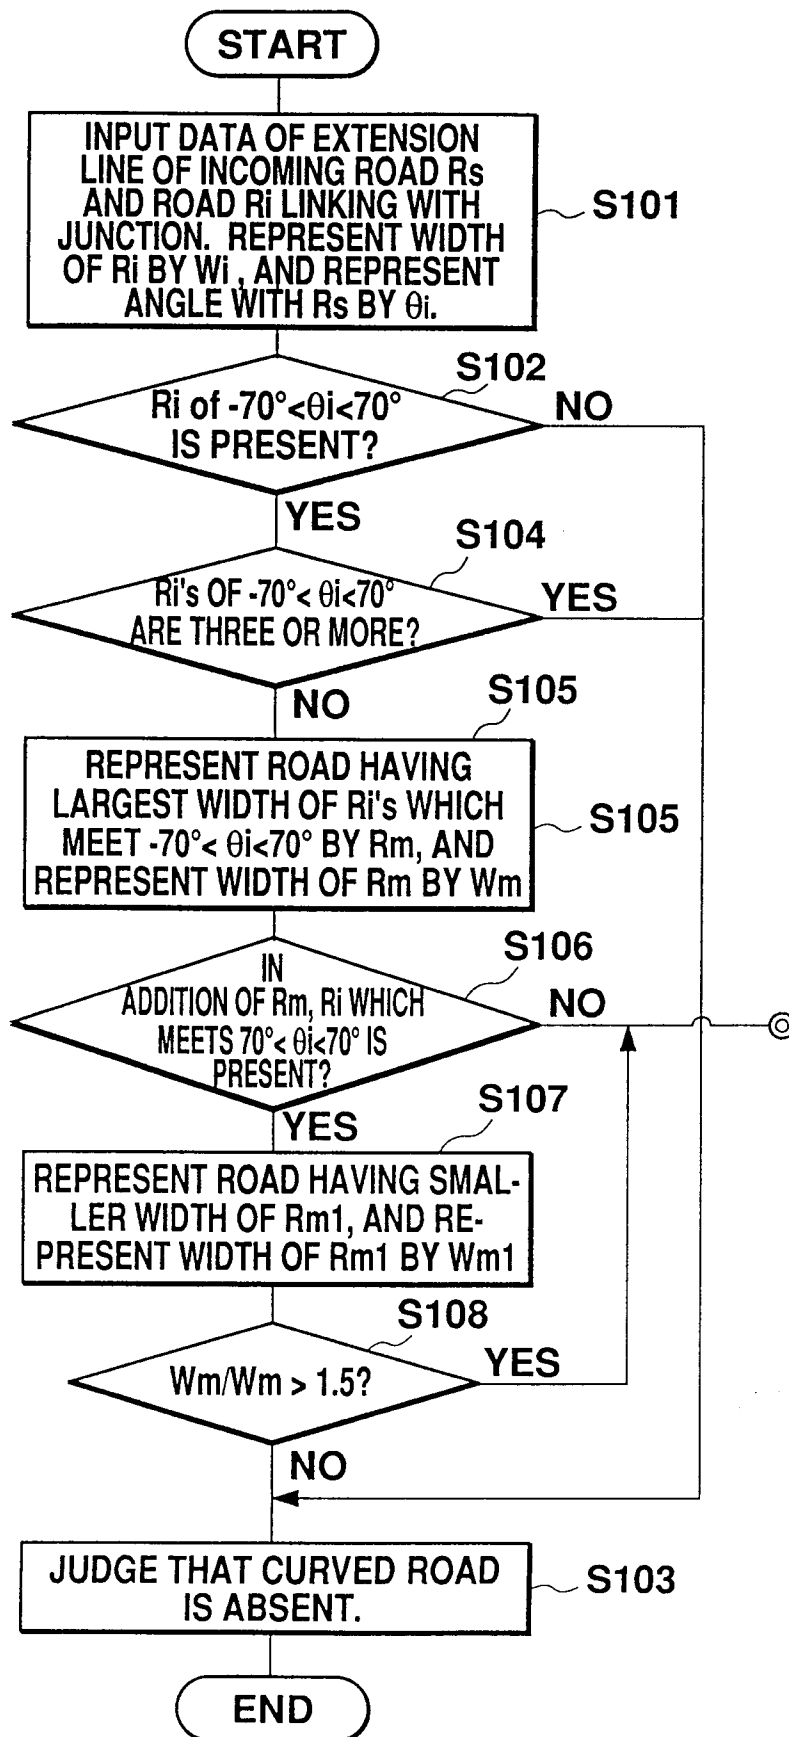 START
INPUT DATA OF EXTENSION
LINE OF INCOMING ROAD Rs
AND ROAD Ri LINKING WITH
JUNCTION. REPRESENT WIDTH
OF Ri BY Wi , AND REPRESENT
ANGLE WITH Rs BY θi.
S101
S102
Ri of -70°<θi<70°
IS PRESENT?
NO
YES
S104
Ri's OF -70°< θi<70°
ARE THREE OR MORE?
YES
NO
S105
REPRESENT ROAD HAVING
LARGEST WIDTH OF Ri's WHICH
MEET -70°< θi<70° BY Rm, AND
REPRESENT WIDTH OF Rm BY Wm
S105
S106
IN
ADDITION OF Rm, Ri WHICH
MEETS 70°< θi<70° IS
PRESENT?
NO
YES
S107
REPRESENT ROAD HAVING SMAL-
LER WIDTH OF Rm1, AND RE-
PRESENT WIDTH OF Rm1 BY Wm1
S108
Wm/Wm > 1.5?
YES
NO
JUDGE THAT CURVED ROAD
IS ABSENT.
S103
END